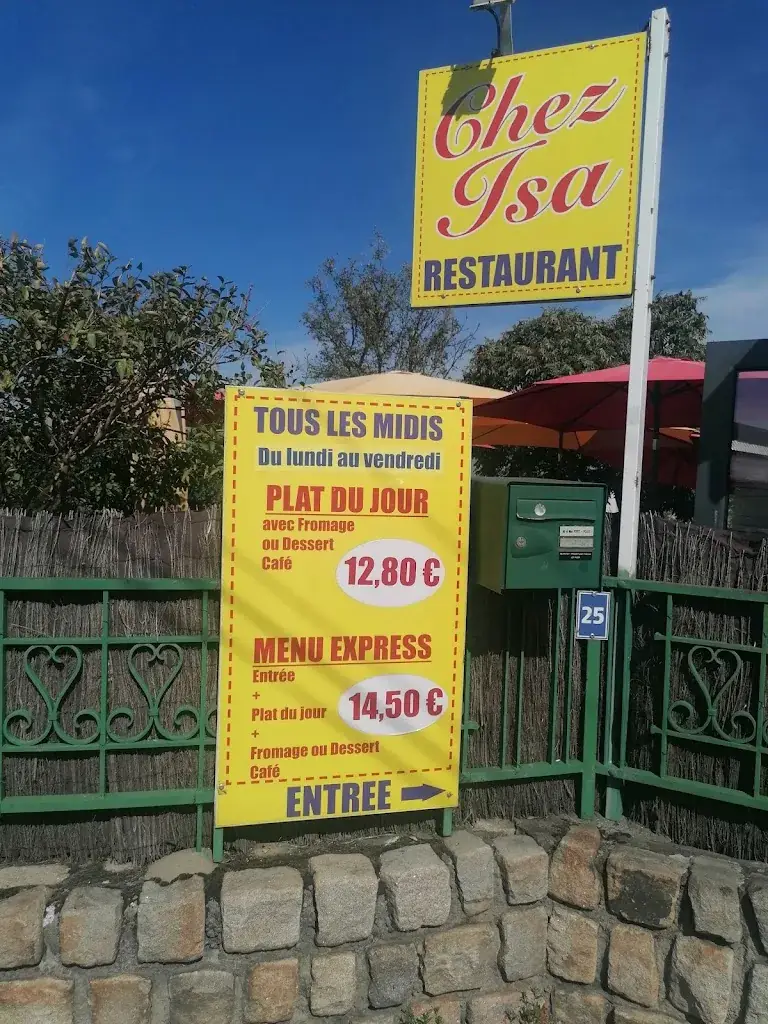 Chez
Isa
RESTAURANT
TOUS LES MIDIS
Du lundi au vendredi
PLAT DU JOUR
avec Fromage
ou Dessert
Café
12,80 €
MENU EXPRESS
Entrée
+
Plat du jour
14,50 €
+
Fromage ou Dessert
Café
ENTREE
25